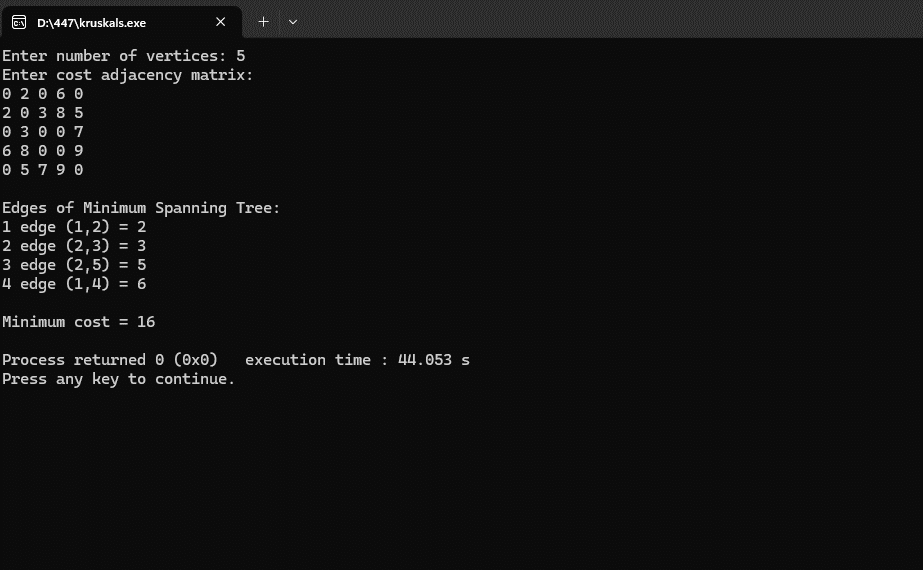 D:\447\kruskals.exe
Enter number of vertices: 5
Enter cost adjacency matrix:
0 2 0 6 0
2 0 3 8 5
0 3 0 0 7
6 8 0 0 9
0 5 7 9 0
Edges of Minimum Spanning Tree:
1 edge (1,2) = 2
2 edge (2,3) = 3
3 edge (2,5) = 5
4 edge (1,4) = 6
Minimum cost = 16
Process returned 0 (0x0)   execution time : 44.053 s
Press any key to continue.